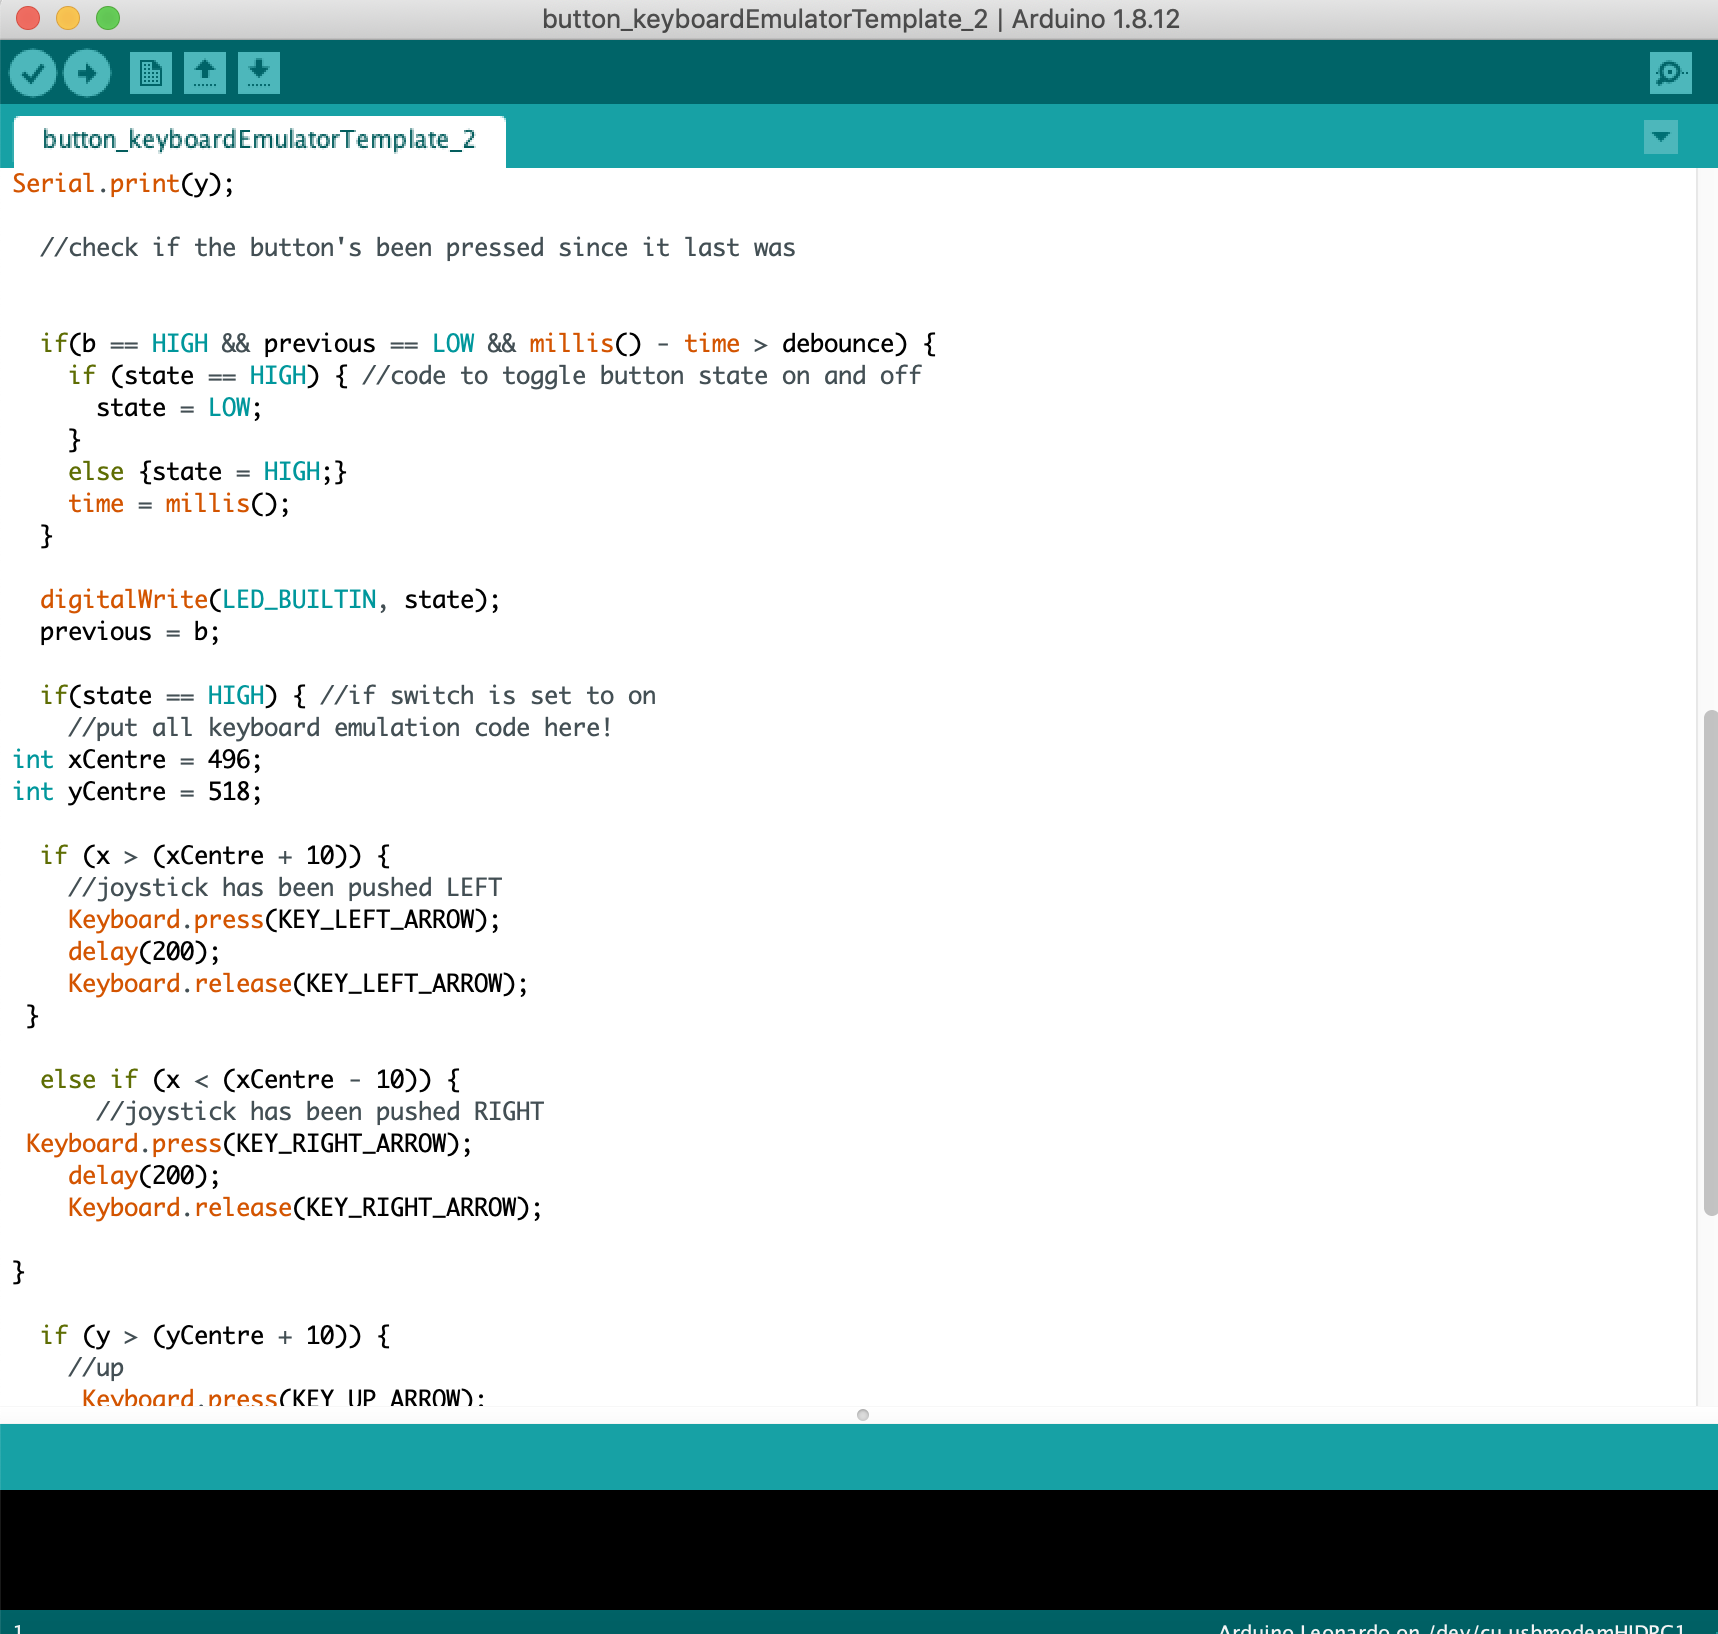 button_keyboardEmulatorTemplate_2 | Arduino 1.8.12
button_keyboardEmulatorTemplate_2
Serial.print(y);
//check if the button's been pressed since it last was
if(b == HIGH && previous == LOW && millis() - time > debounce) {
if (state == HIGH) { //code to toggle button state on and off
state = LOW;
}
else {state = HIGH;}
time = millis();
}
digitalWrite(LED_BUILTIN, state);
previous = b;
if(state == HIGH) { //if switch is set to on
//put all keyboard emulation code here!
int xCentre = 496;
int yCentre = 518;
if (x > (xCentre + 10)) {
//joystick has been pushed LEFT
Keyboard.press(KEY_LEFT_ARROW);
delay(200);
Keyboard.release(KEY_LEFT_ARROW);
}
else if (x < (xCentre - 10)) {
//joystick has been pushed RIGHT
Keyboard.press(KEY_RIGHT_ARROW);
delay(200);
Keyboard.release(KEY_RIGHT_ARROW);
}
if (y > (yCentre + 10)) {
//up
Keyboard.press(KEY_UP_ARROW);
1
Arduino Leonardo on /dev/cu.usbmodemHIDPC1